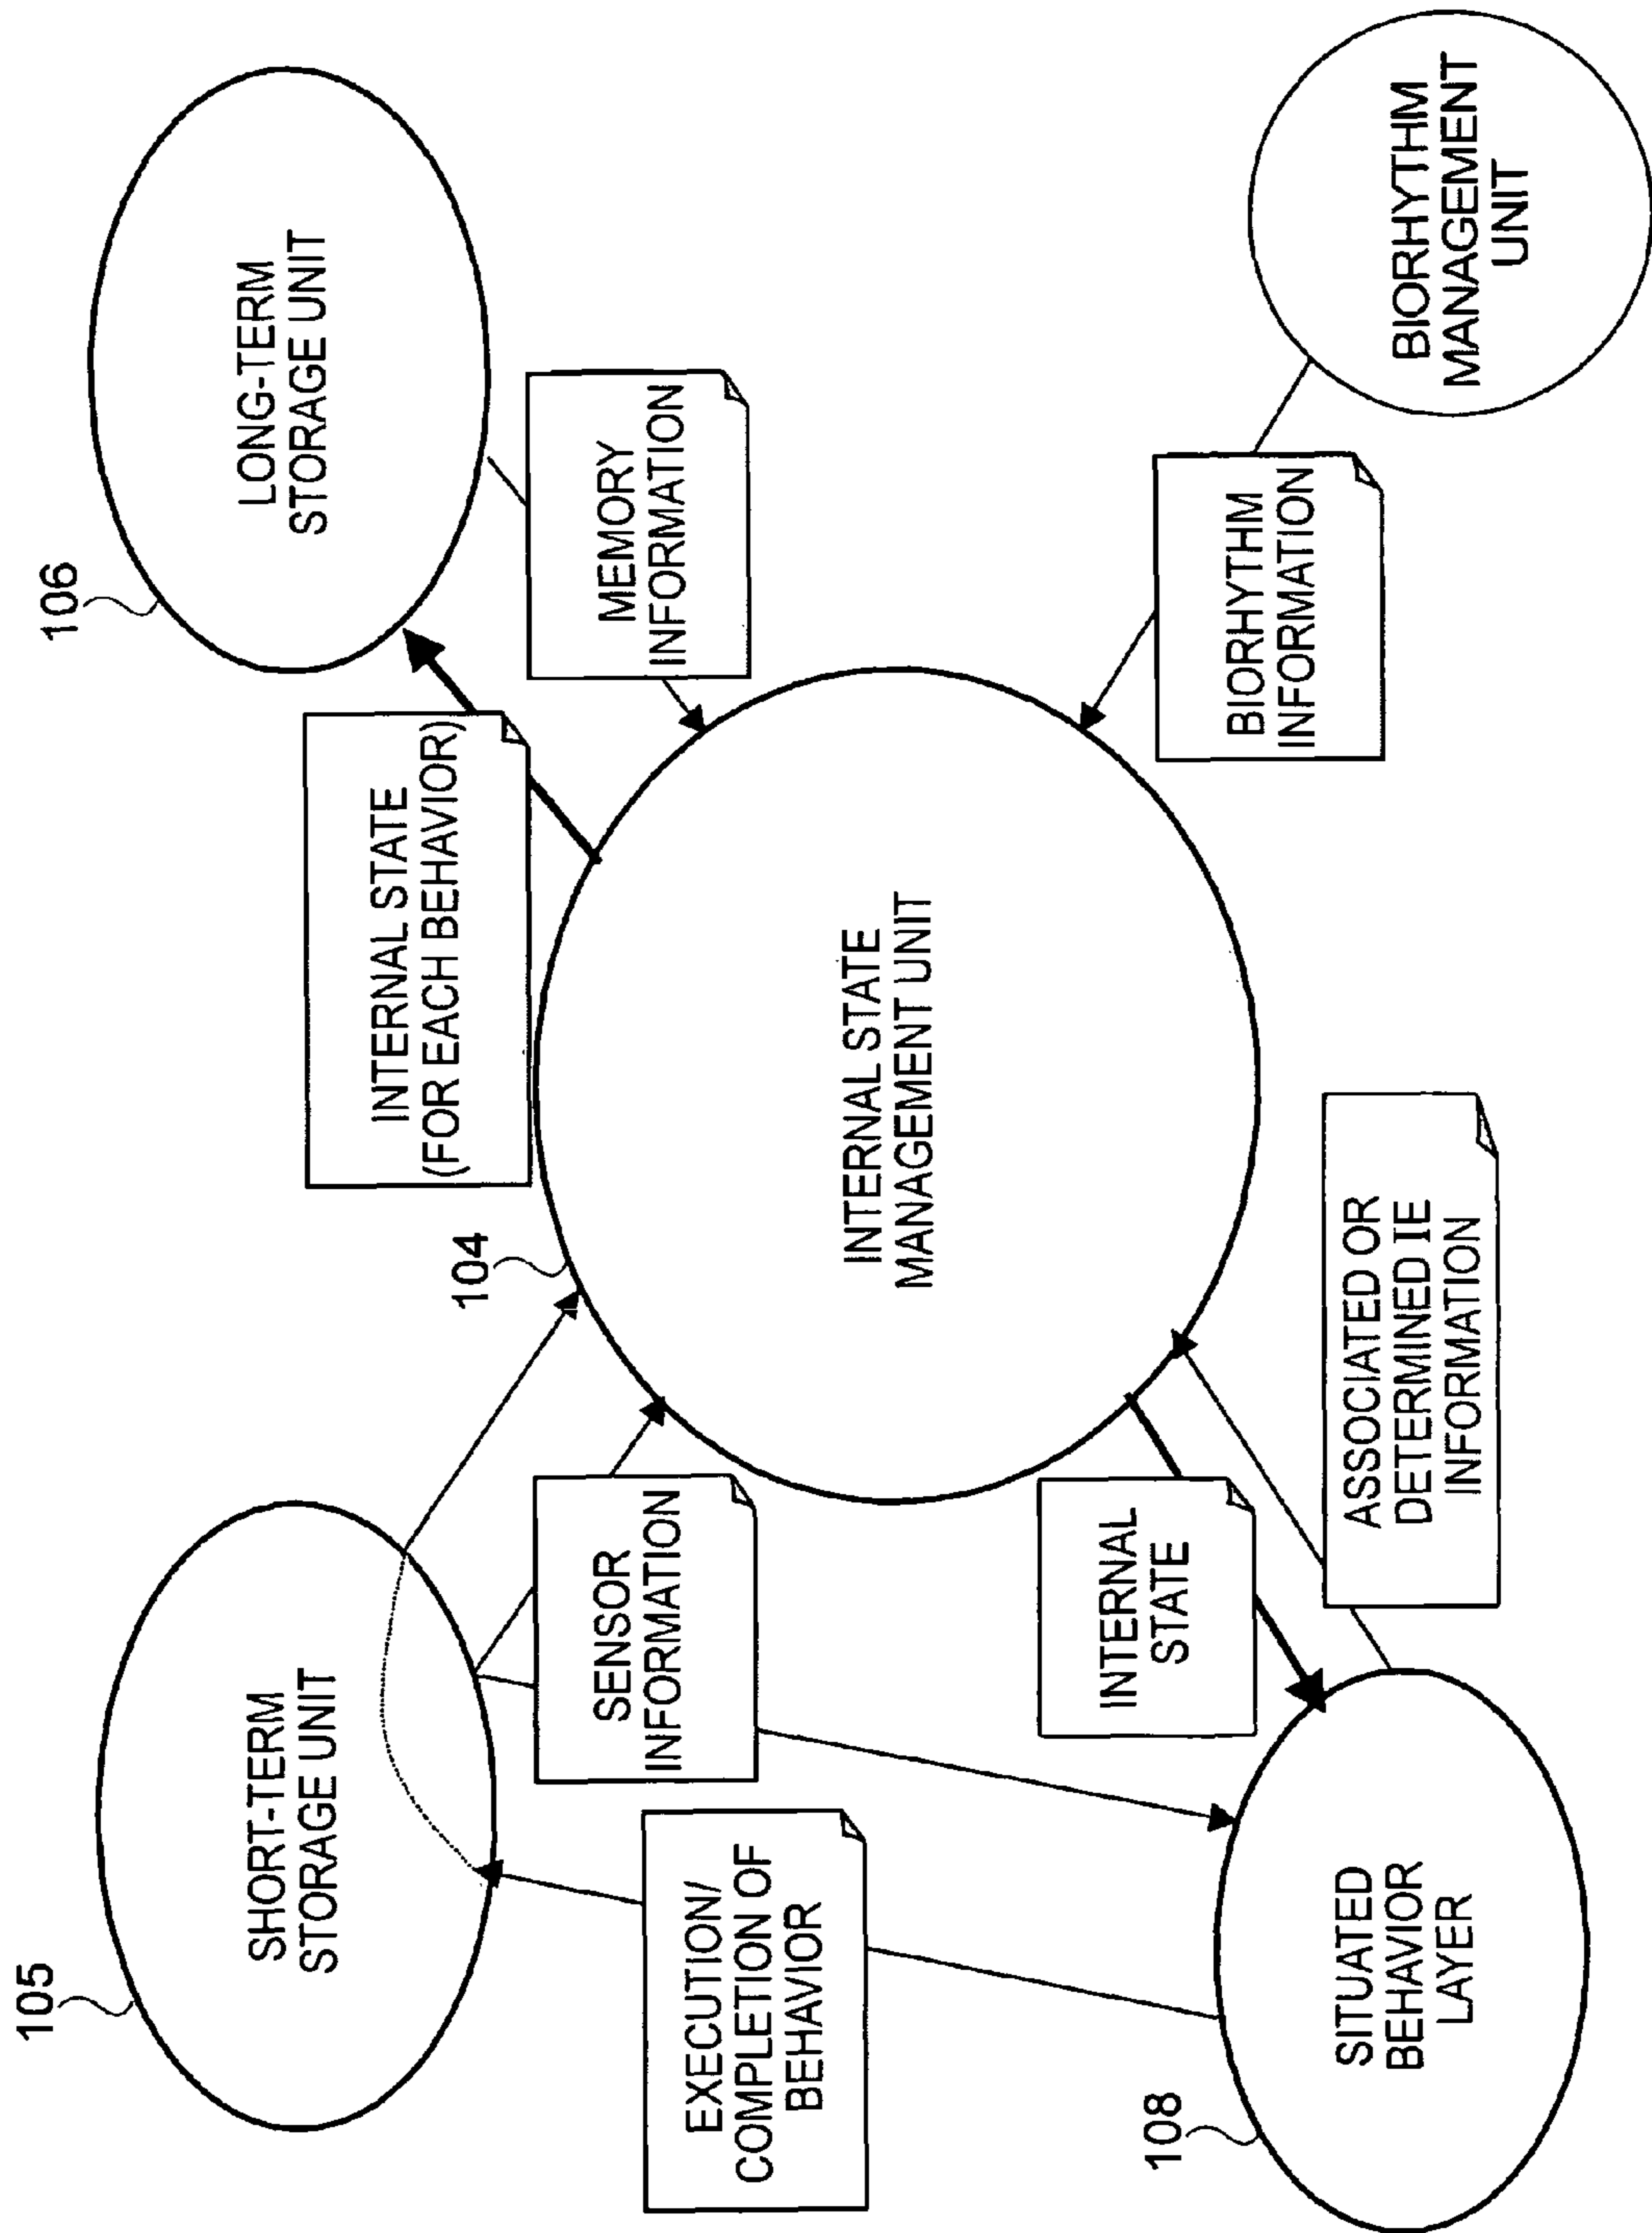 105
SHORT-TERM
STORAGE UNIT
106
LONG-TERM
STORAGE UNIT
INTERNAL STATE
(FOR EACH BEHAVIOR)
104
SENSOR
INFORMATION
MEMORY
INFORMATION
EXECUTION/
COMPLETION OF
BEHAVIOR
INTERNAL STATE
MANAGEMENT UNIT
INTERNAL
STATE
BIORHYTHM
INFORMATION
108
SITUATED
BEHAVIOR
LAYER
ASSOCIATED OR
DETERMINED IE
INFORMATION
BIORHYTHM
MANAGEMENT
UNIT